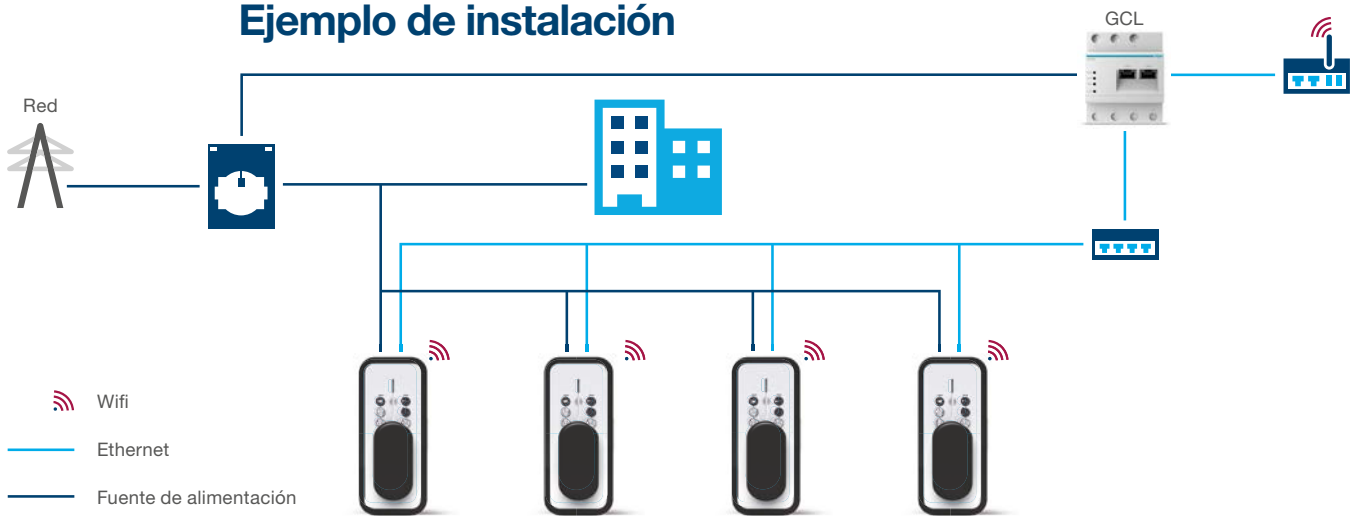 Ejemplo de instalación
GCL
Red
Wifi
Ethernet
Fuente de alimentación